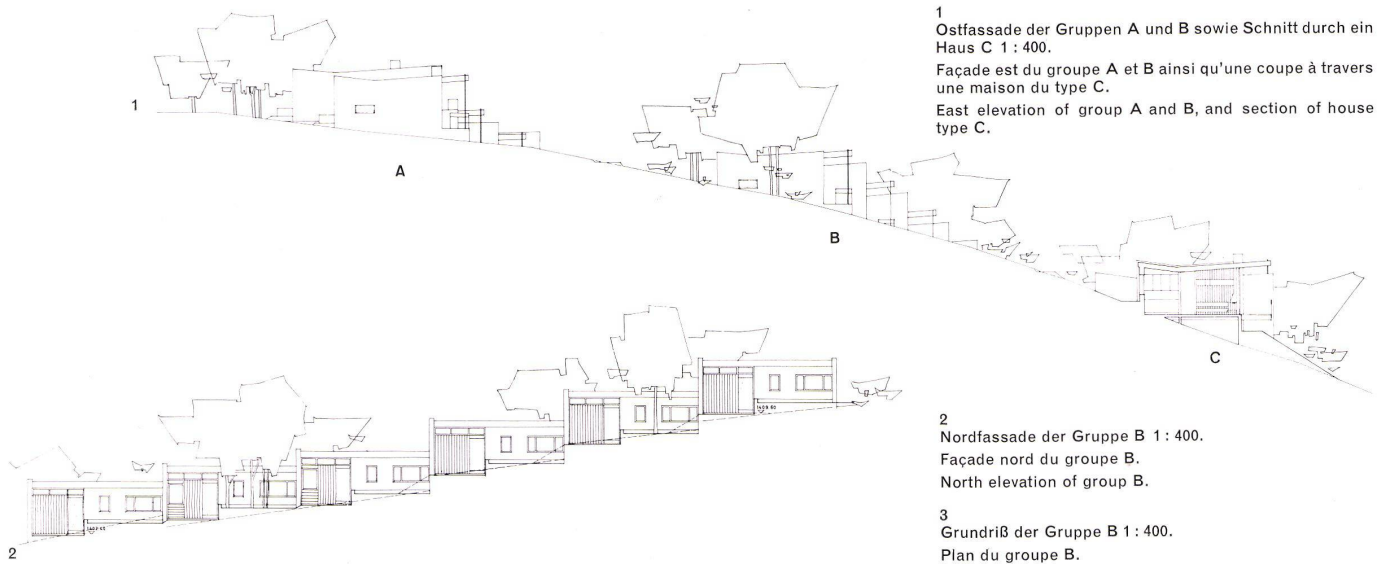 1
Ostfassade der Gruppen A und B sowie Schnitt durch ein
Haus C 1 : 400.
Façade est du groupe A et B ainsi qu'une coupe à travers
une maison du type C.
East elevation of group A and B, and section of house
type C.
1
A
B
C
2
2
Nordfassade der Gruppe B 1 : 400.
Façade nord du groupe B.
North elevation of group B.
3
Grundriß der Gruppe B 1 : 400.
Plan du groupe B.